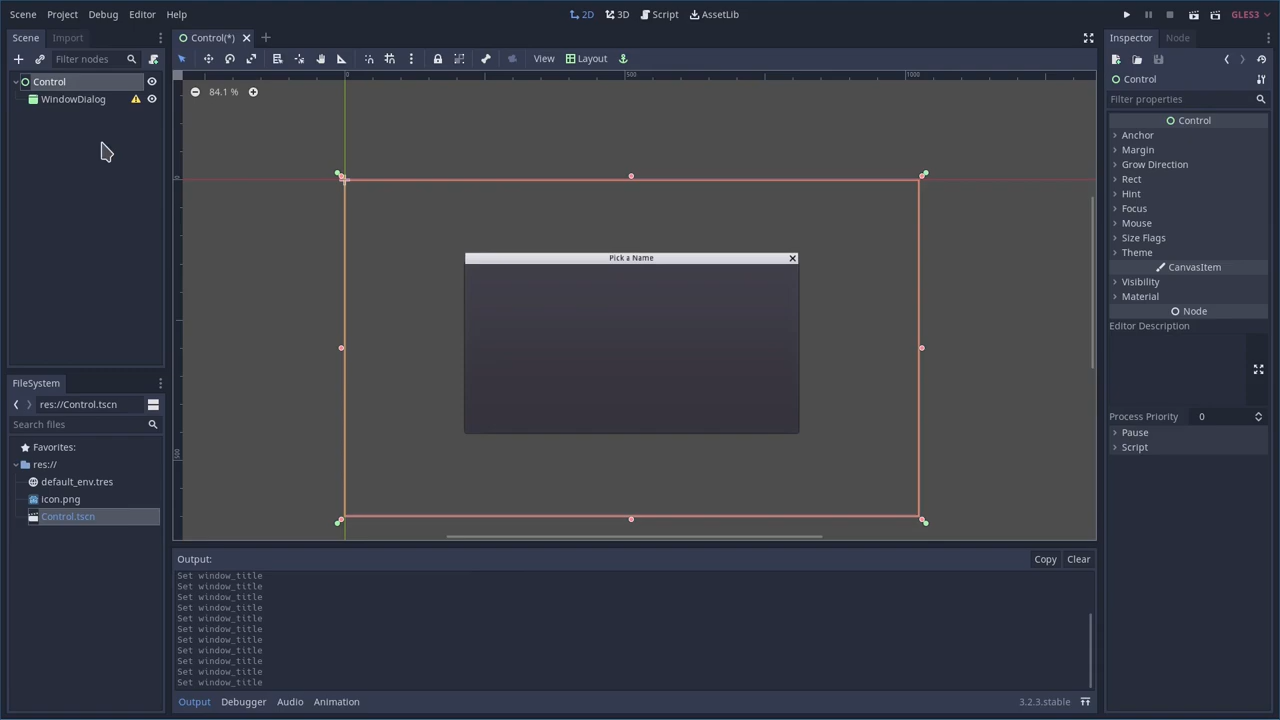 Scene Project Debug Editor Help
2D 3D Script AssetLib
GLES3
Scene Import
Filter nodes
Control
WindowDialog
FileSystem
res://Control.tscn
Search files
Favorites:
res://
default_env.tres
icon.png
Control.tscn
Control(*)
View Layout
0 500 1000
84.1 %
0
500
Pick a Name
Output:
Copy Clear
Set window_title
Set window_title
Set window_title
Set window_title
Set window_title
Set window_title
Set window_title
Set window_title
Set window_title
Set window_title
Set window_title
Output Debugger Audio Animation
3.2.3.stable
Inspector Node
Control
Filter properties
Control
Anchor
Margin
Grow Direction
Rect
Hint
Focus
Mouse
Size Flags
Theme
CanvasItem
Visibility
Material
Node
Editor Description
Process Priority 0
Pause
Script